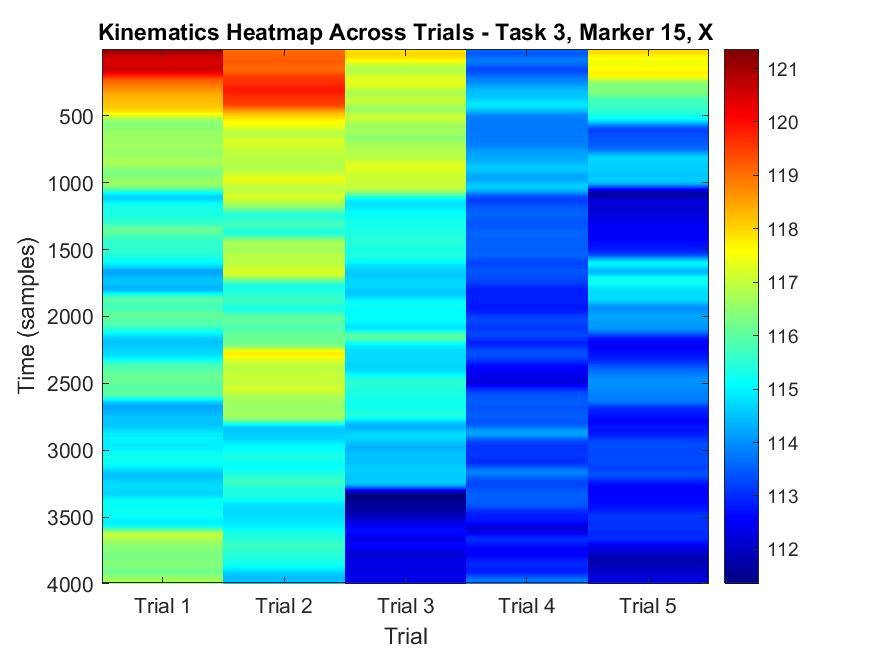 Kinematics Heatmap Across Trials - Task 3, Marker 15, X
Time (samples)
500
1000
1500
2000
2500
3000
3500
4000
Trial 1
Trial 2
Trial 3
Trial 4
Trial 5
Trial
121
120
119
118
117
116
115
114
113
112